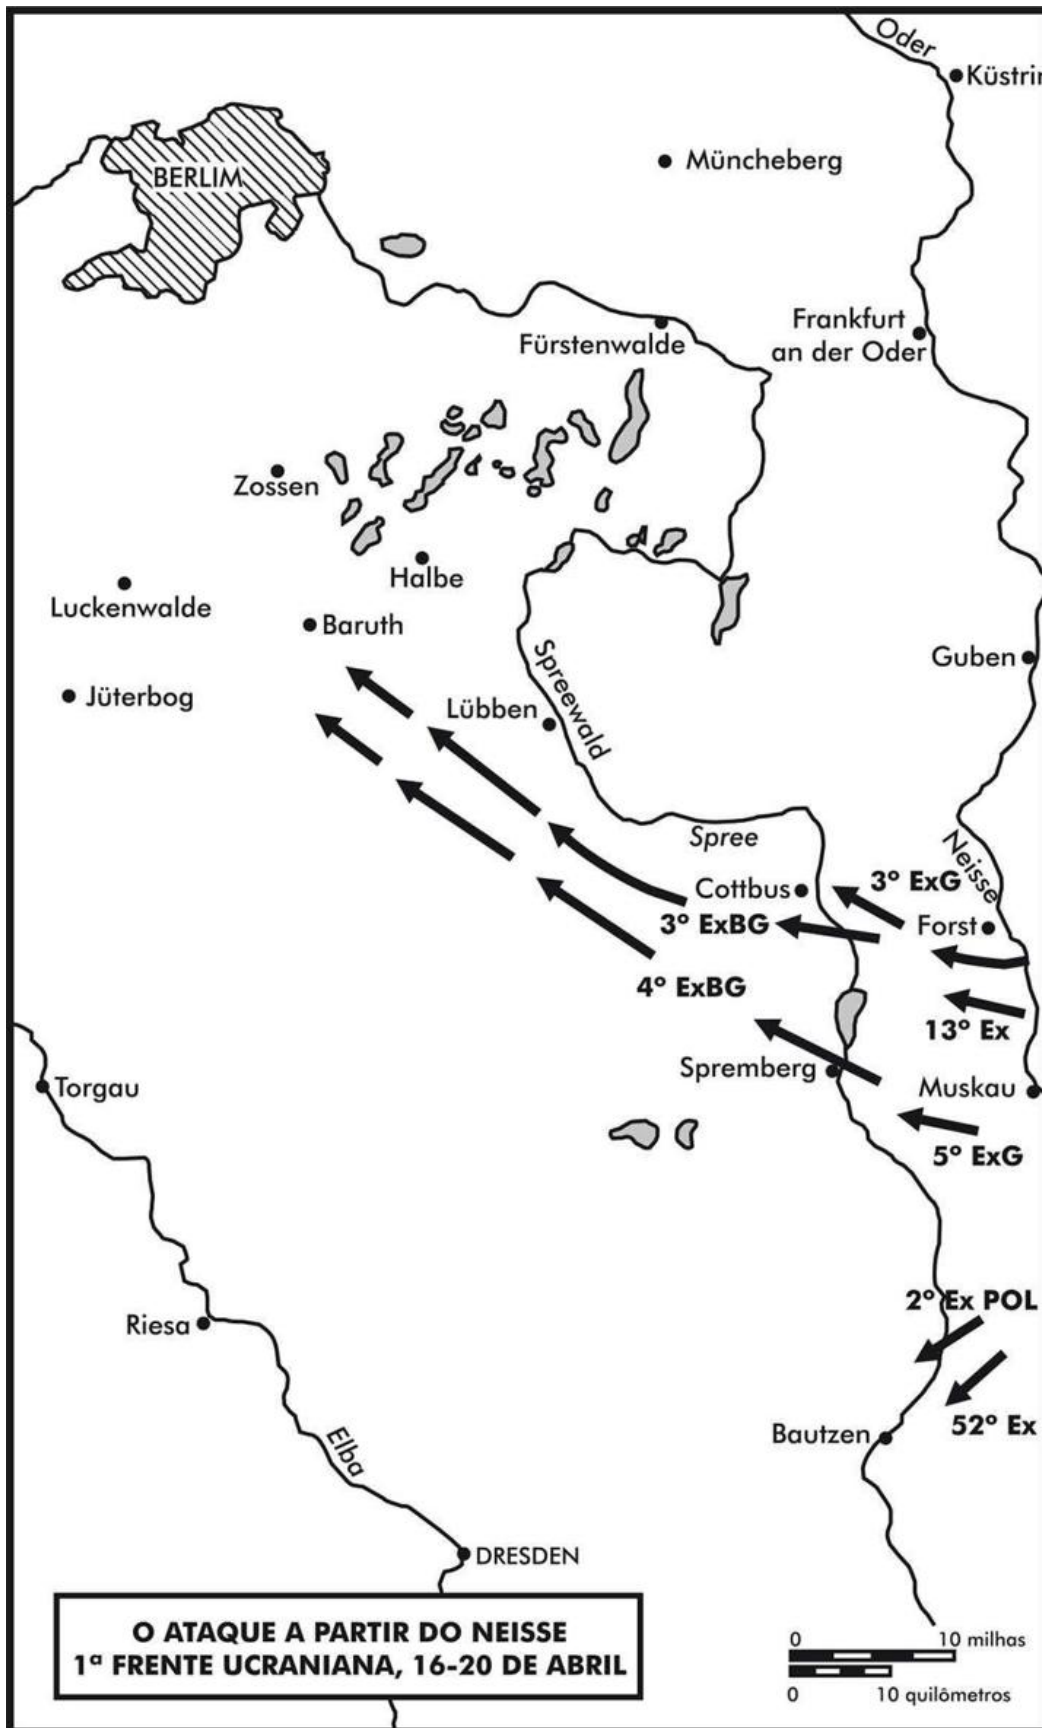 Oder
Küstrin
BERLIM
Müncheberg
Frankfurt
an der Oder
Fürstenwalde
Zossen
Halbe
Luckenwalde
Baruth
Guben
Jüterbog
Lübben
Spreewald
Spree
Neisse
3º ExG
Cottbus
Forst
3º ExBG
4º ExBG
13º Ex
Spremberg
Muskau
Torgau
5º ExG
2º Ex POL
Riesa
52º Ex
Bautzen
Elba
DRESDEN
O ATAQUE A PARTIR DO NEISSE
1ª FRENTE UCRANIANA, 16-20 DE ABRIL
0 10 milhas
0 10 quilômetros